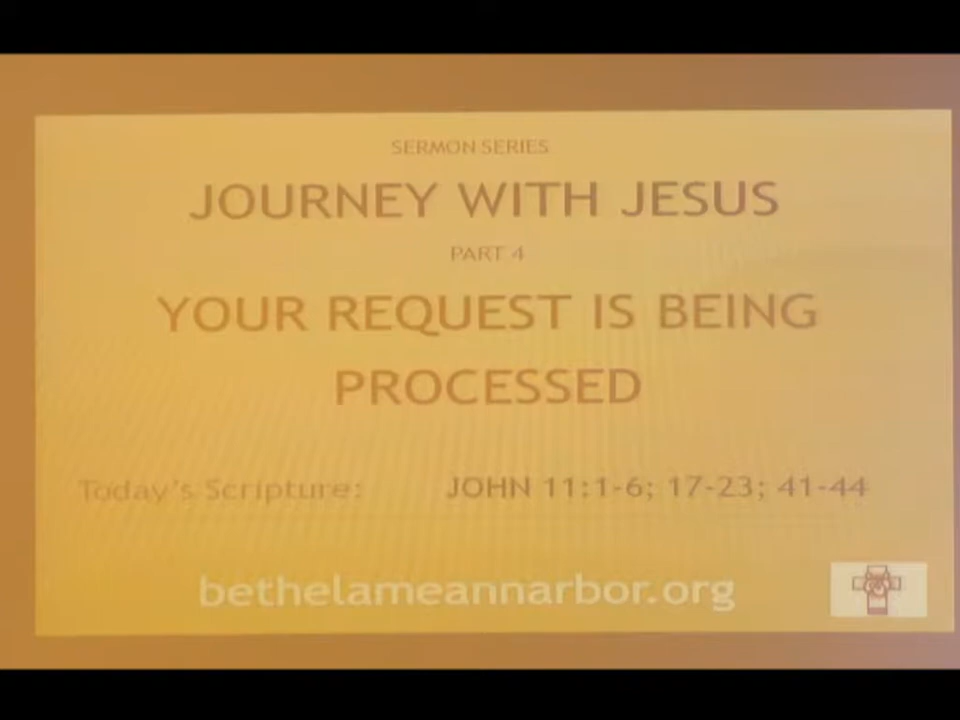 SERMON SERIES
JOURNEY WITH JESUS
PART 4
YOUR REQUEST IS BEING
PROCESSED
Today's Scripture: JOHN 11:1-6; 17-23; 41-44
bethelameannarbor.org